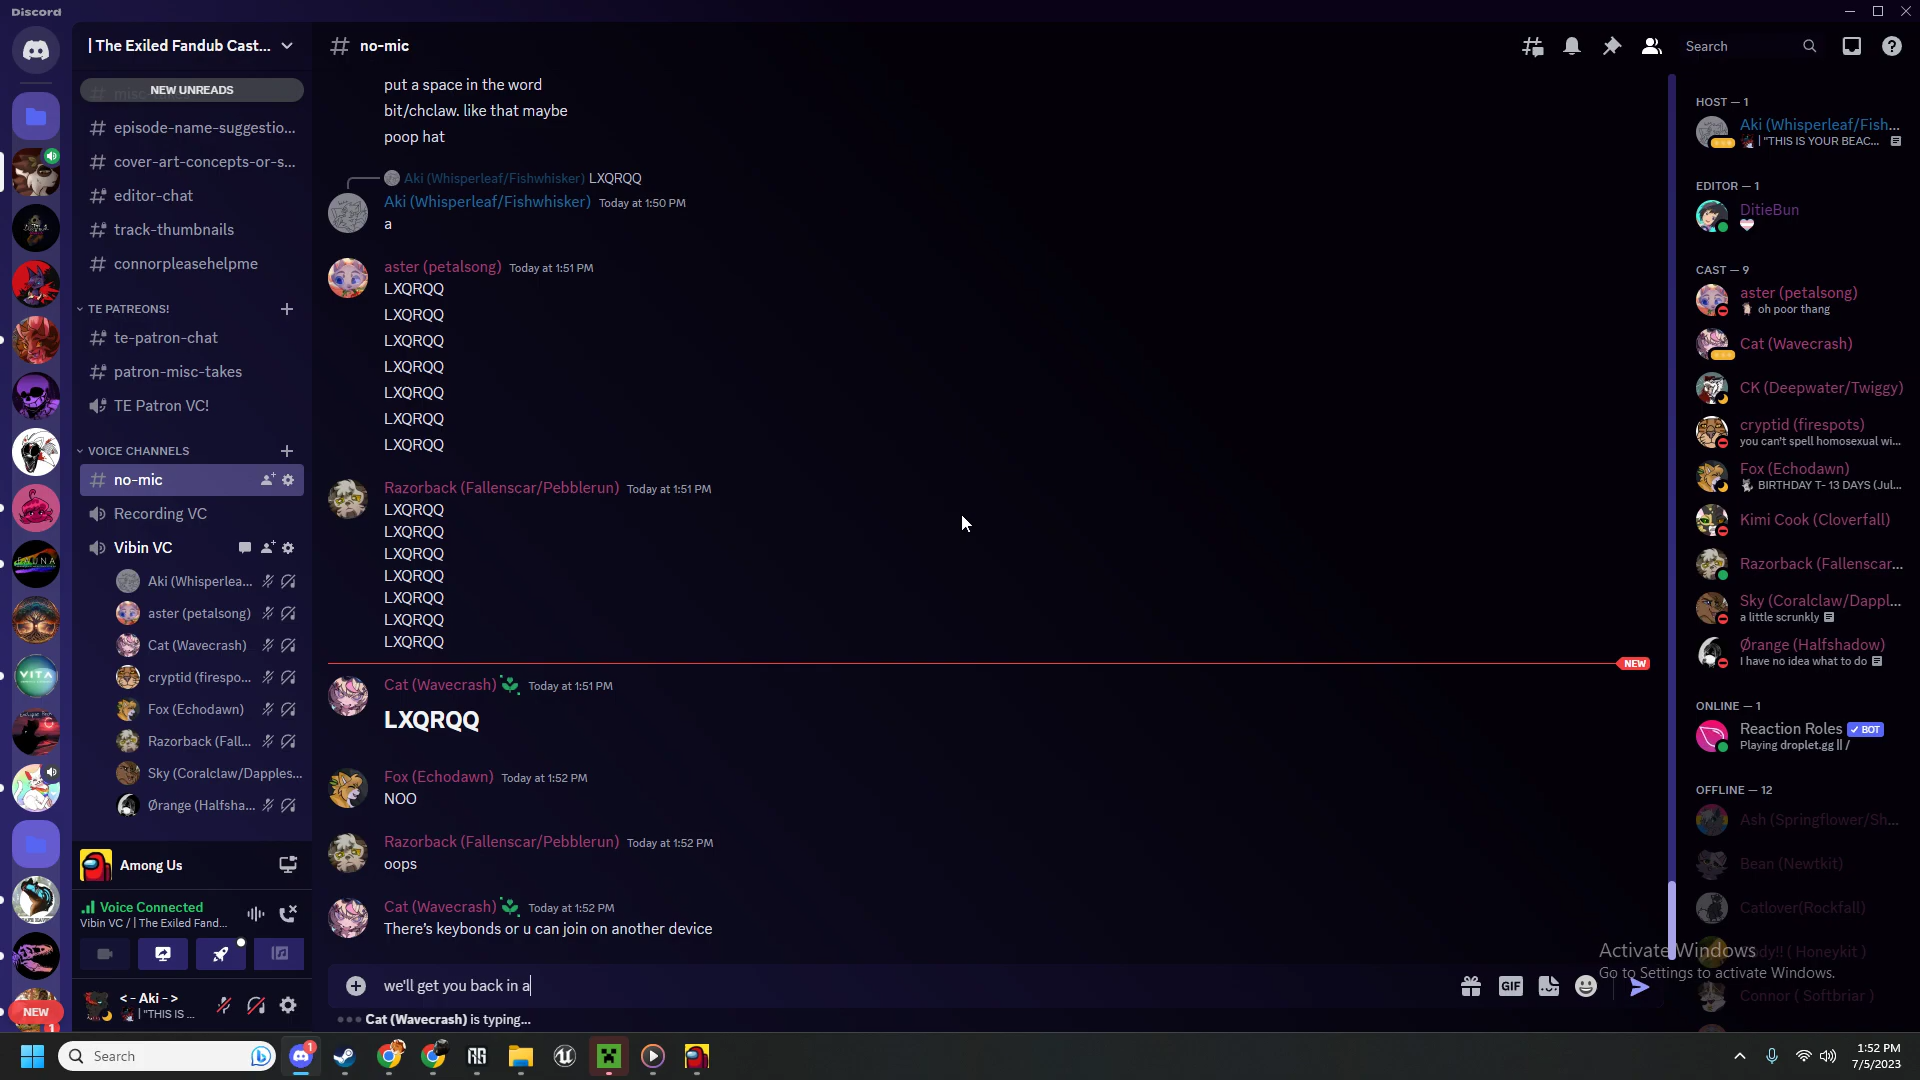 Discord
| The Exiled Fandub Cast...
NEW UNREADS
episode-name-suggestio...
cover-art-concepts-or-s...
editor-chat
track-thumbnails
connorpleasehelpme
TE PATREONS!
te-patron-chat
patron-misc-takes
TE Patron VC!
VOICE CHANNELS
no-mic
Recording VC
Vibin VC
Aki (Whisperlea...
aster (petalsong)
Cat (Wavecrash)
cryptid (firespo...
Fox (Echodawn)
Razorback (Fall...
Sky (Coralclaw/Dapples...
Ørange (Halfsha...
Among Us
Voice Connected
Vibin VC / | The Exiled Fand...
<- Aki ->
"THIS IS ...
VITA
NEW
1
no-mic
Search
put a space in the word
bit/chclaw. like that maybe
poop hat
Aki (Whisperleaf/Fishwhisker) LXQRQQ
Aki (Whisperleaf/Fishwhisker) Today at 1:50 PM
a
aster (petalsong) Today at 1:51 PM
LXQRQQ
LXQRQQ
LXQRQQ
LXQRQQ
LXQRQQ
LXQRQQ
LXQRQQ
Razorback (Fallenscar/Pebblerun) Today at 1:51 PM
LXQRQQ
LXQRQQ
LXQRQQ
LXQRQQ
LXQRQQ
LXQRQQ
LXQRQQ
NEW
Cat (Wavecrash) Today at 1:51 PM
LXQRQQ
Fox (Echodawn) Today at 1:52 PM
NOO
Razorback (Fallenscar/Pebblerun) Today at 1:52 PM
oops
Cat (Wavecrash) Today at 1:52 PM
There's keybonds or u can join on another device
we'll get you back in a
GIF
Cat (Wavecrash) is typing...
HOST — 1
Aki (Whisperleaf/Fish...
| "THIS IS YOUR BEAC...
EDITOR — 1
DitieBun
CAST — 9
aster (petalsong)
oh poor thang
Cat (Wavecrash)
CK (Deepwater/Twiggy)
cryptid (firespots)
you can't spell homosexual wi...
Fox (Echodawn)
BIRTHDAY T- 13 DAYS (Jul...
Kimi Cook (Cloverfall)
Razorback (Fallenscar...
Sky (Coralclaw/Dappl...
a little scrunkly
Ørange (Halfshadow)
I have no idea what to do
ONLINE — 1
Reaction Roles ✓ BOT
Playing droplet.gg || /
OFFLINE — 12
Ash (Springflower/Sh...
Bean (Newtkit)
Catlover(Rockfall)
( Honeykit )
Connor ( Softbriar )
Activate Windows
Go to Settings to activate Windows.
Search
1
1:52 PM
7/5/2023